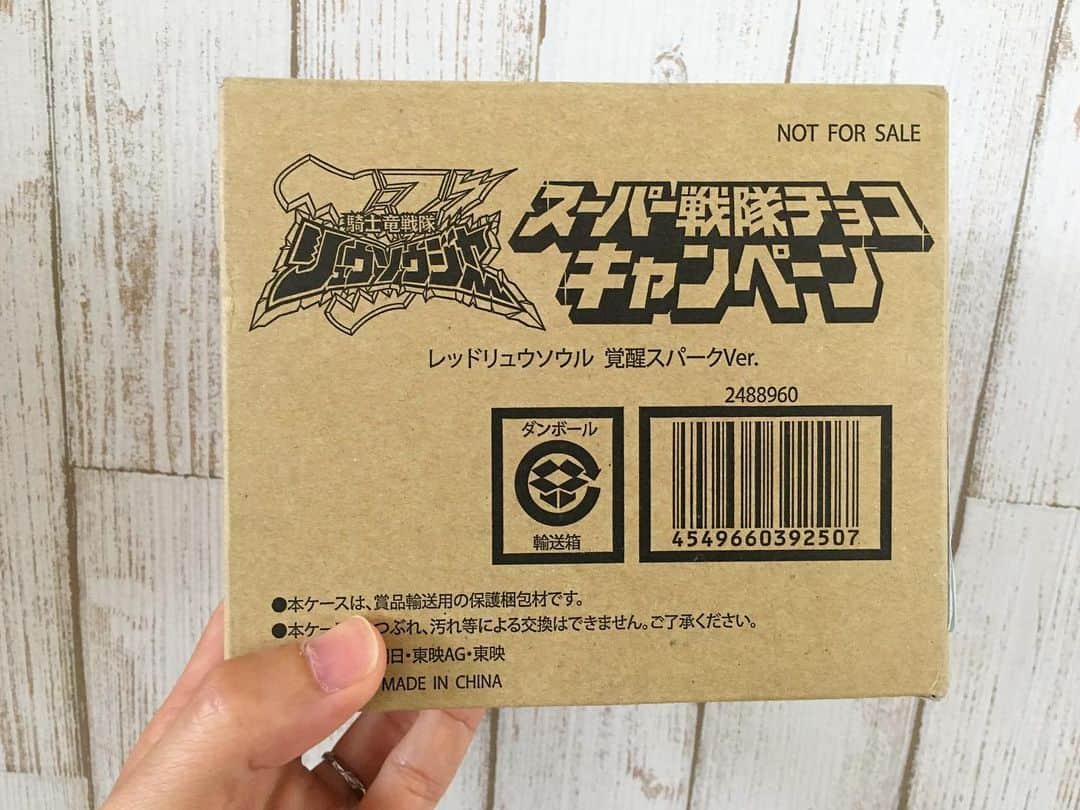 NOT FOR SALE
騎士竜戦隊
リュウソウジャー
スーパー戦隊チョコ
キャンペーン
レッドリュウソウル 覚醒スパークVer.
2488960
ダンボール
輸送箱
4549660392507
●本ケースは、賞品輸送用の保護梱包材です。
●本ケー つぶれ、汚れ等による交換はできません。ご了承ください。
日・東映AG・東映
MADE IN CHINA